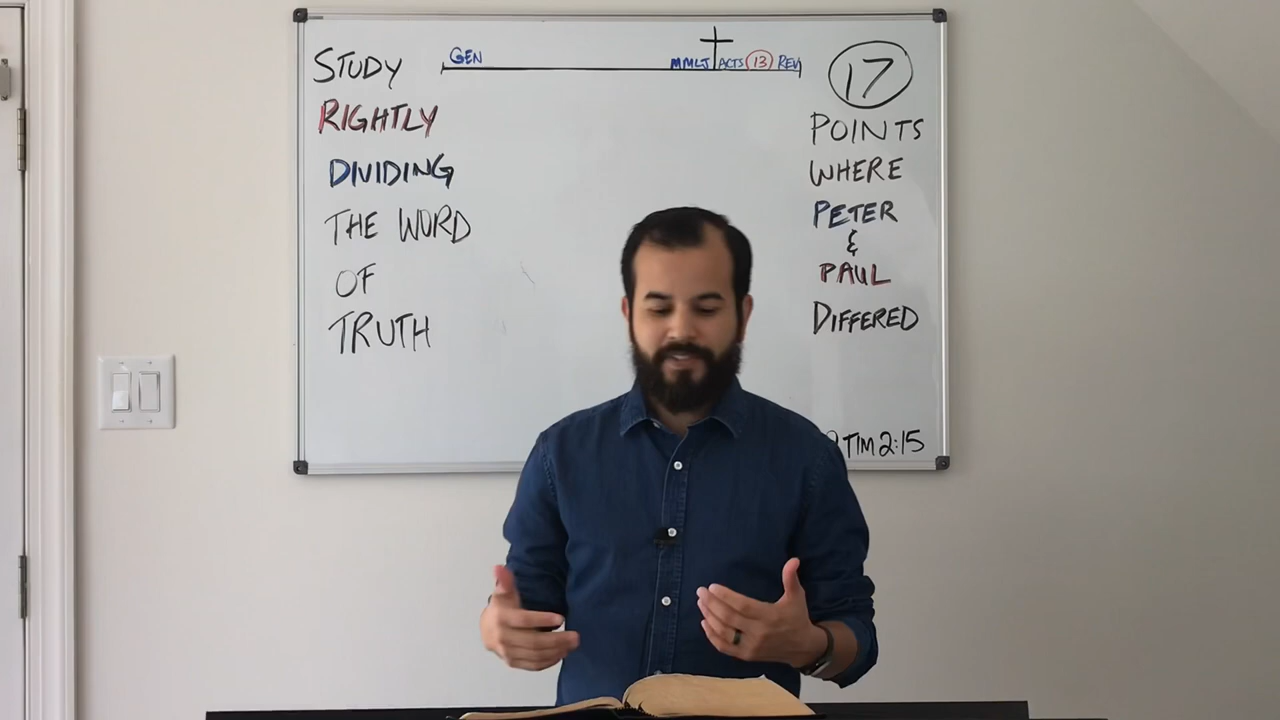 STUDY
RIGHTLY
DIVIDING
THE WORD
OF
TRUTH
GEN
MMLJ ACTS 13 REV
17
POINTS
WHERE
PETER
&
PAUL
DIFFERED
2 TIM 2:15